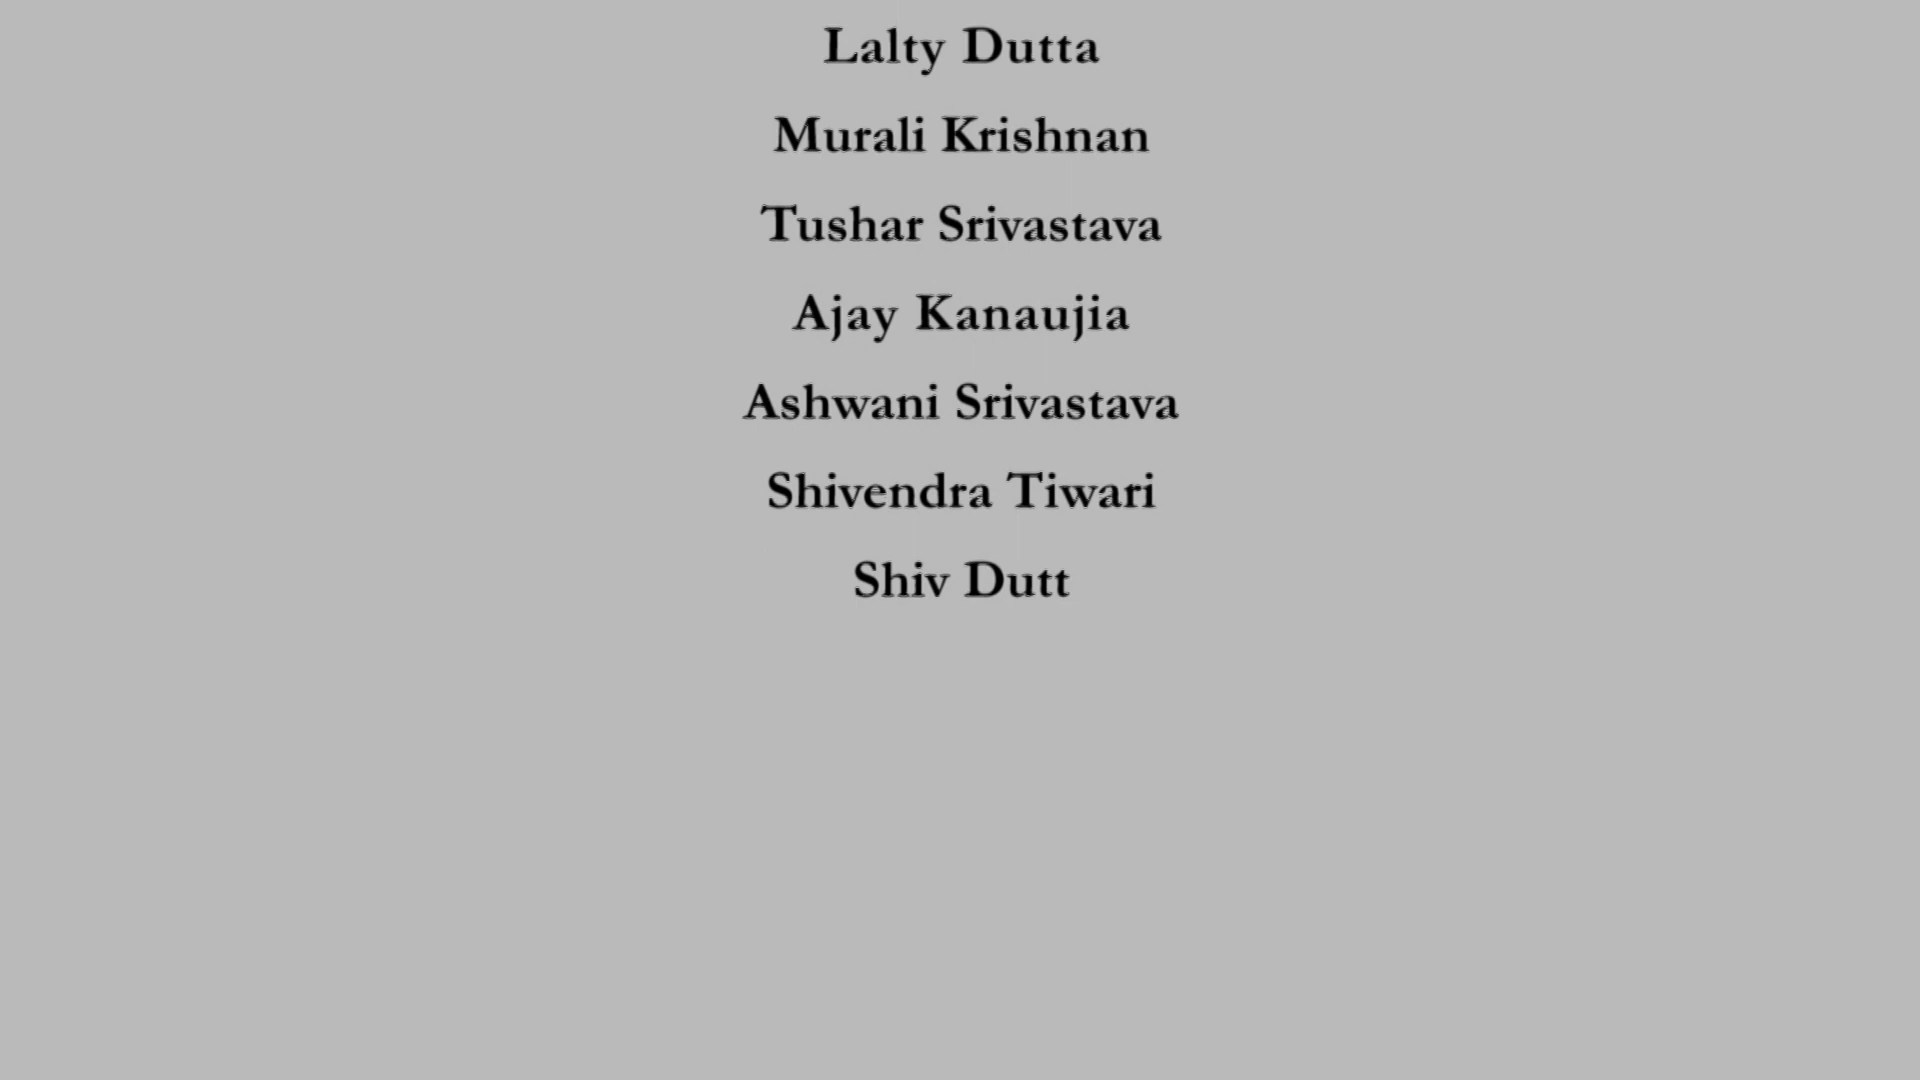 Lalty Dutta
Murali Krishnan
Tushar Srivastava
Ajay Kanaujia
Ashwani Srivastava
Shivendra Tiwari
Shiv Dutt